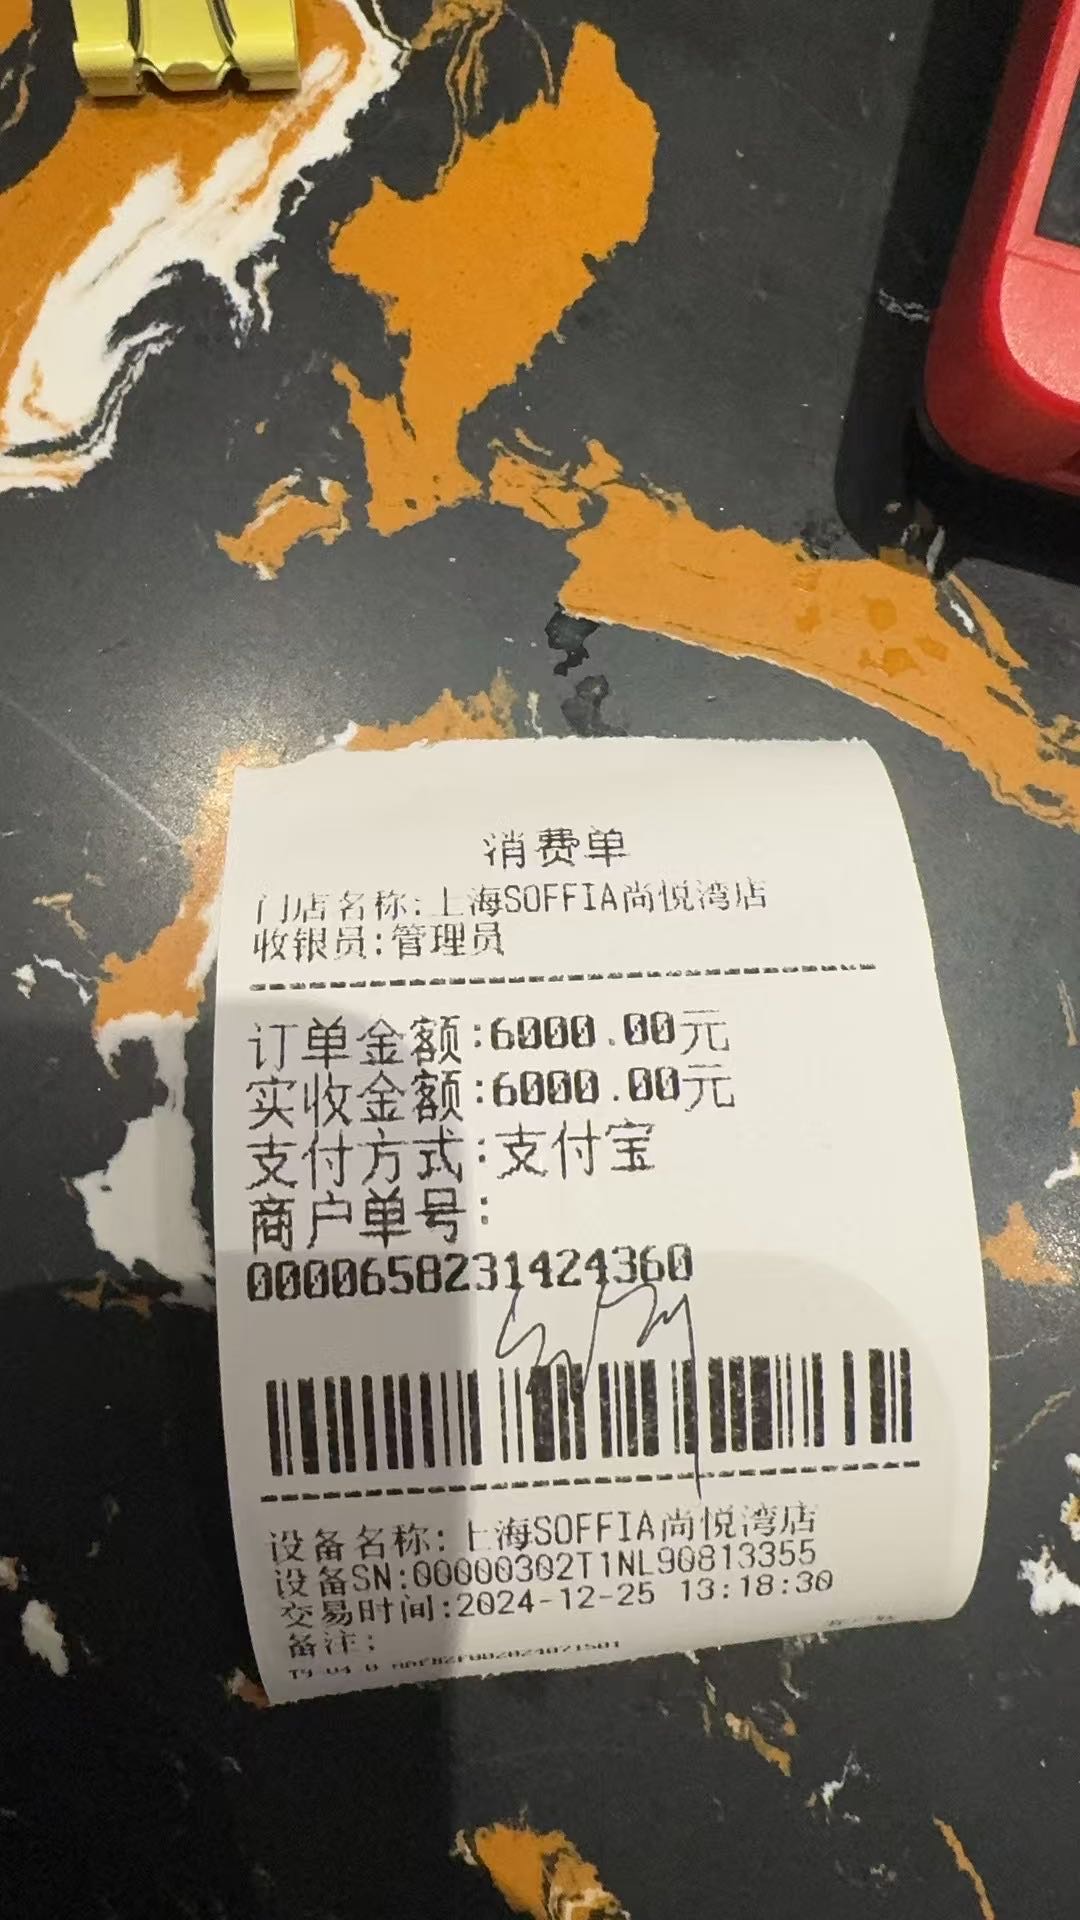 消费单
门店名称:上海SOFFIA尚悦湾店
收银员:管理员
订单金额:6000.00元
实收金额:6000.00元
支付方式:支付宝
商户单号:
0000658231424360
设备名称:上海SOFFIA尚悦湾店
设备SN:00000302T1NL90813355
交易时间:2024-12-25 13:18:30
备注: